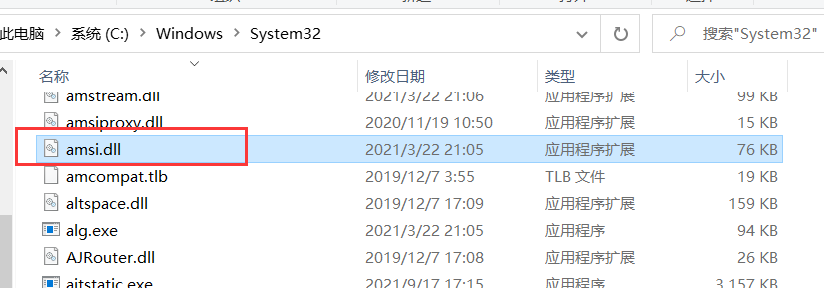 此电脑 > 系统 (C:) > Windows > System32
搜索"System32"
名称 修改日期 类型 大小
amstream.dll 2021/3/22 21:06 应用程序扩展 99 KB
amsiproxy.dll 2020/11/19 10:50 应用程序扩展 15 KB
amsi.dll 2021/3/22 21:05 应用程序扩展 76 KB
amcompat.tlb 2019/12/7 3:55 TLB 文件 19 KB
altspace.dll 2019/12/7 17:09 应用程序扩展 159 KB
alg.exe 2021/3/22 21:05 应用程序 94 KB
AJRouter.dll 2019/12/7 17:08 应用程序扩展 26 KB
aitstatic.exe 2021/9/17 17:15 应用程序 3,157 KB